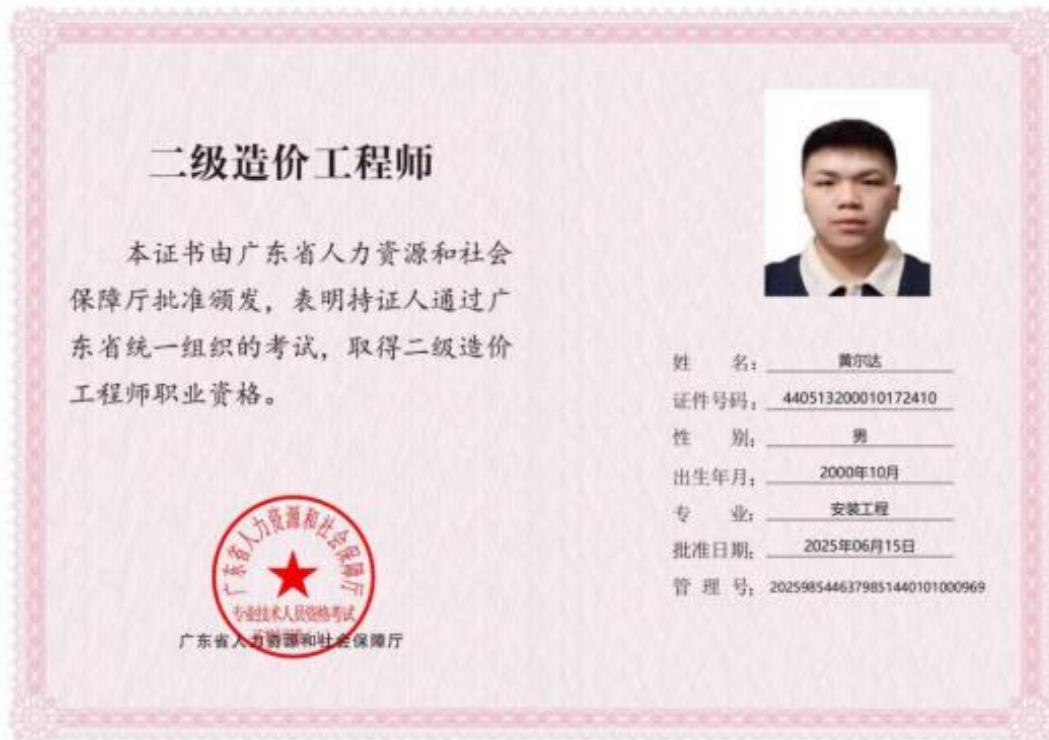 二级造价工程师
本证书由广东省人力资源和社会
保障厅批准颁发，表明持证人通过广
东省统一组织的考试，取得二级造价
工程师职业资格。
广东省人力资源和社会保障厅
专业技术人员资格考试
广东省人力资源和社会保障厅
姓 名：黄尔达
证件号码：440513200010172410
性 别：男
出生年月：2000年10月
专 业：安装工程
批准日期：2025年06月15日
管 理 号：20259854463798514401010009​69